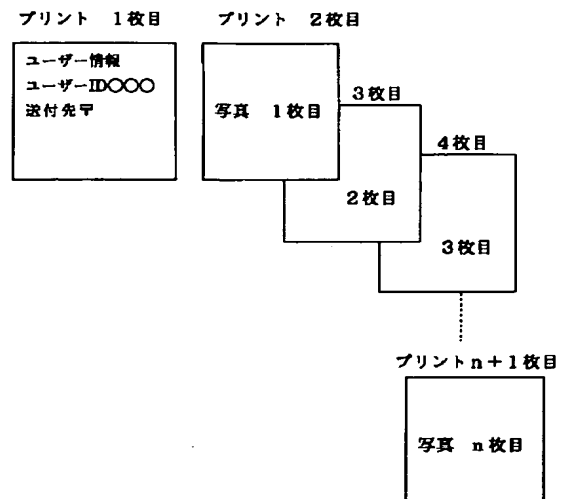 プリント 1枚目
ユーザー情報
ユーザーID○○○
送付先〒
プリント 2枚目
写真 1枚目
3枚目
2枚目
4枚目
3枚目
プリントn+1枚目
写真 n枚目